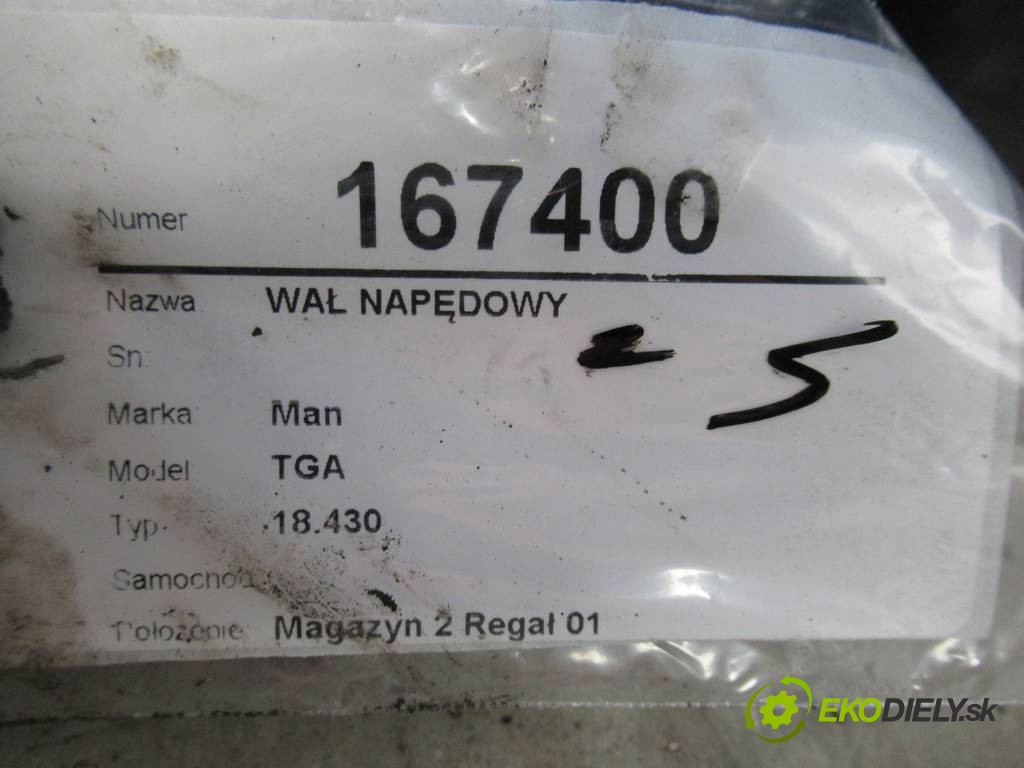 Numer 167400
Nazwa WAŁ NAPĘDOWY
Sn:
Marka Man
Model TGA
Typ 18.430
Samochód
Położenie Magazyn 2 Regał 01
EKODIELY.sk